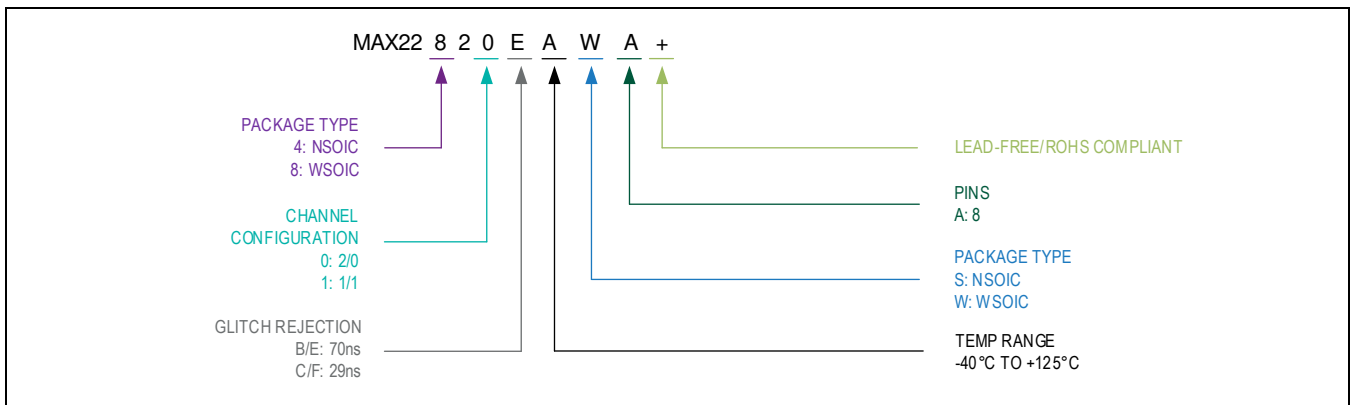 MAX22 8 2 0 E A W A +
PACKAGE TYPE
4: NSOIC
8: WSOIC
CHANNEL
CONFIGURATION
0: 2/0
1: 1/1
GLITCH REJECTION
B/E: 70ns
C/F: 29ns
LEAD-FREE/ROHS COMPLIANT
PINS
A: 8
PACKAGE TYPE
S: NSOIC
W: WSOIC
TEMP RANGE
-40°C TO +125°C